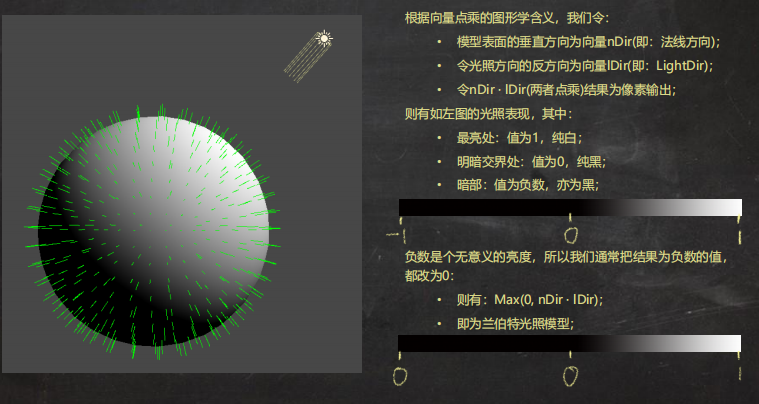 根据向量点乘的图形学含义，我们令：
• 模型表面的垂直方向为向量nDir(即：法线方向)；
• 令光照方向的反方向为向量lDir(即：LightDir)；
• 令nDir · lDir(两者点乘)结果为像素输出；
则有如左图的光照表现，其中：
• 最亮处：值为1，纯白；
• 明暗交界处：值为0，纯黑；
• 暗部：值为负数，亦为黑；
-1 0 1
负数是个无意义的亮度，所以我们通常把结果为负数的值，
都改为0：
• 则有：Max(0, nDir · lDir)；
• 即为兰伯特光照模型；
0 0 1